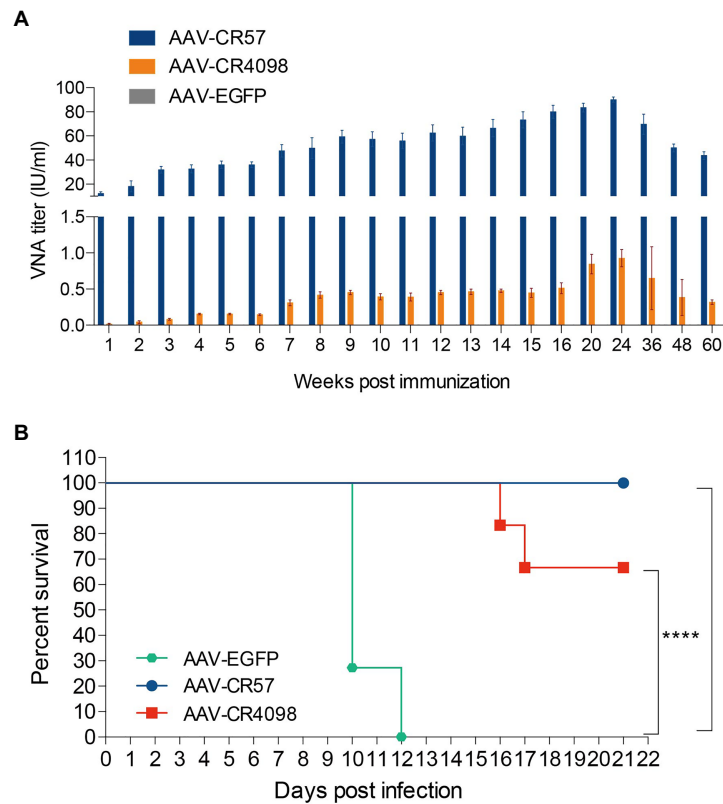 A
AAV-CR57
AAV-CR4098
AAV-EGFP
VNA titer (IU/ml)
100
80
60
40
20
1.5
1.0
0.5
0.0
1 2 3 4 5 6 7 8 9 10 11 12 13 14 15 16 20 24 36 48 60
Weeks post immunization
B
Percent survival
110
100
90
80
70
60
50
40
30
20
10
0
AAV-EGFP
AAV-CR57
AAV-CR4098
****
0 1 2 3 4 5 6 7 8 9 10 11 12 13 14 15 16 17 18 19 20 21 22
Days post infection